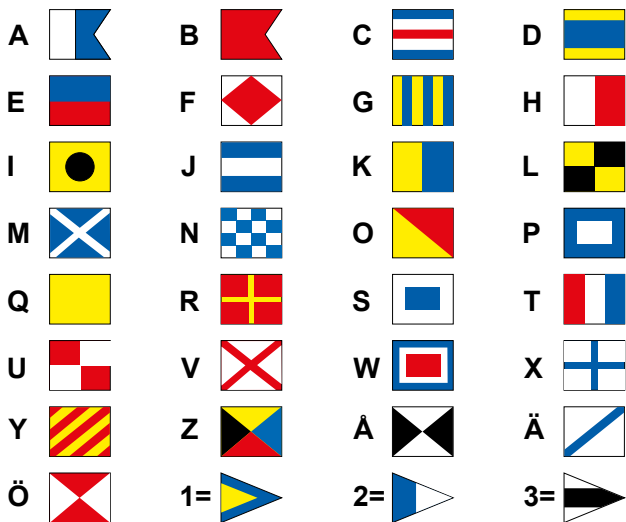 A B C D
E F G H
I J K L
M N O P
Q R S T
U V W X
Y Z Å Ä
Ö 1= 2= 3=